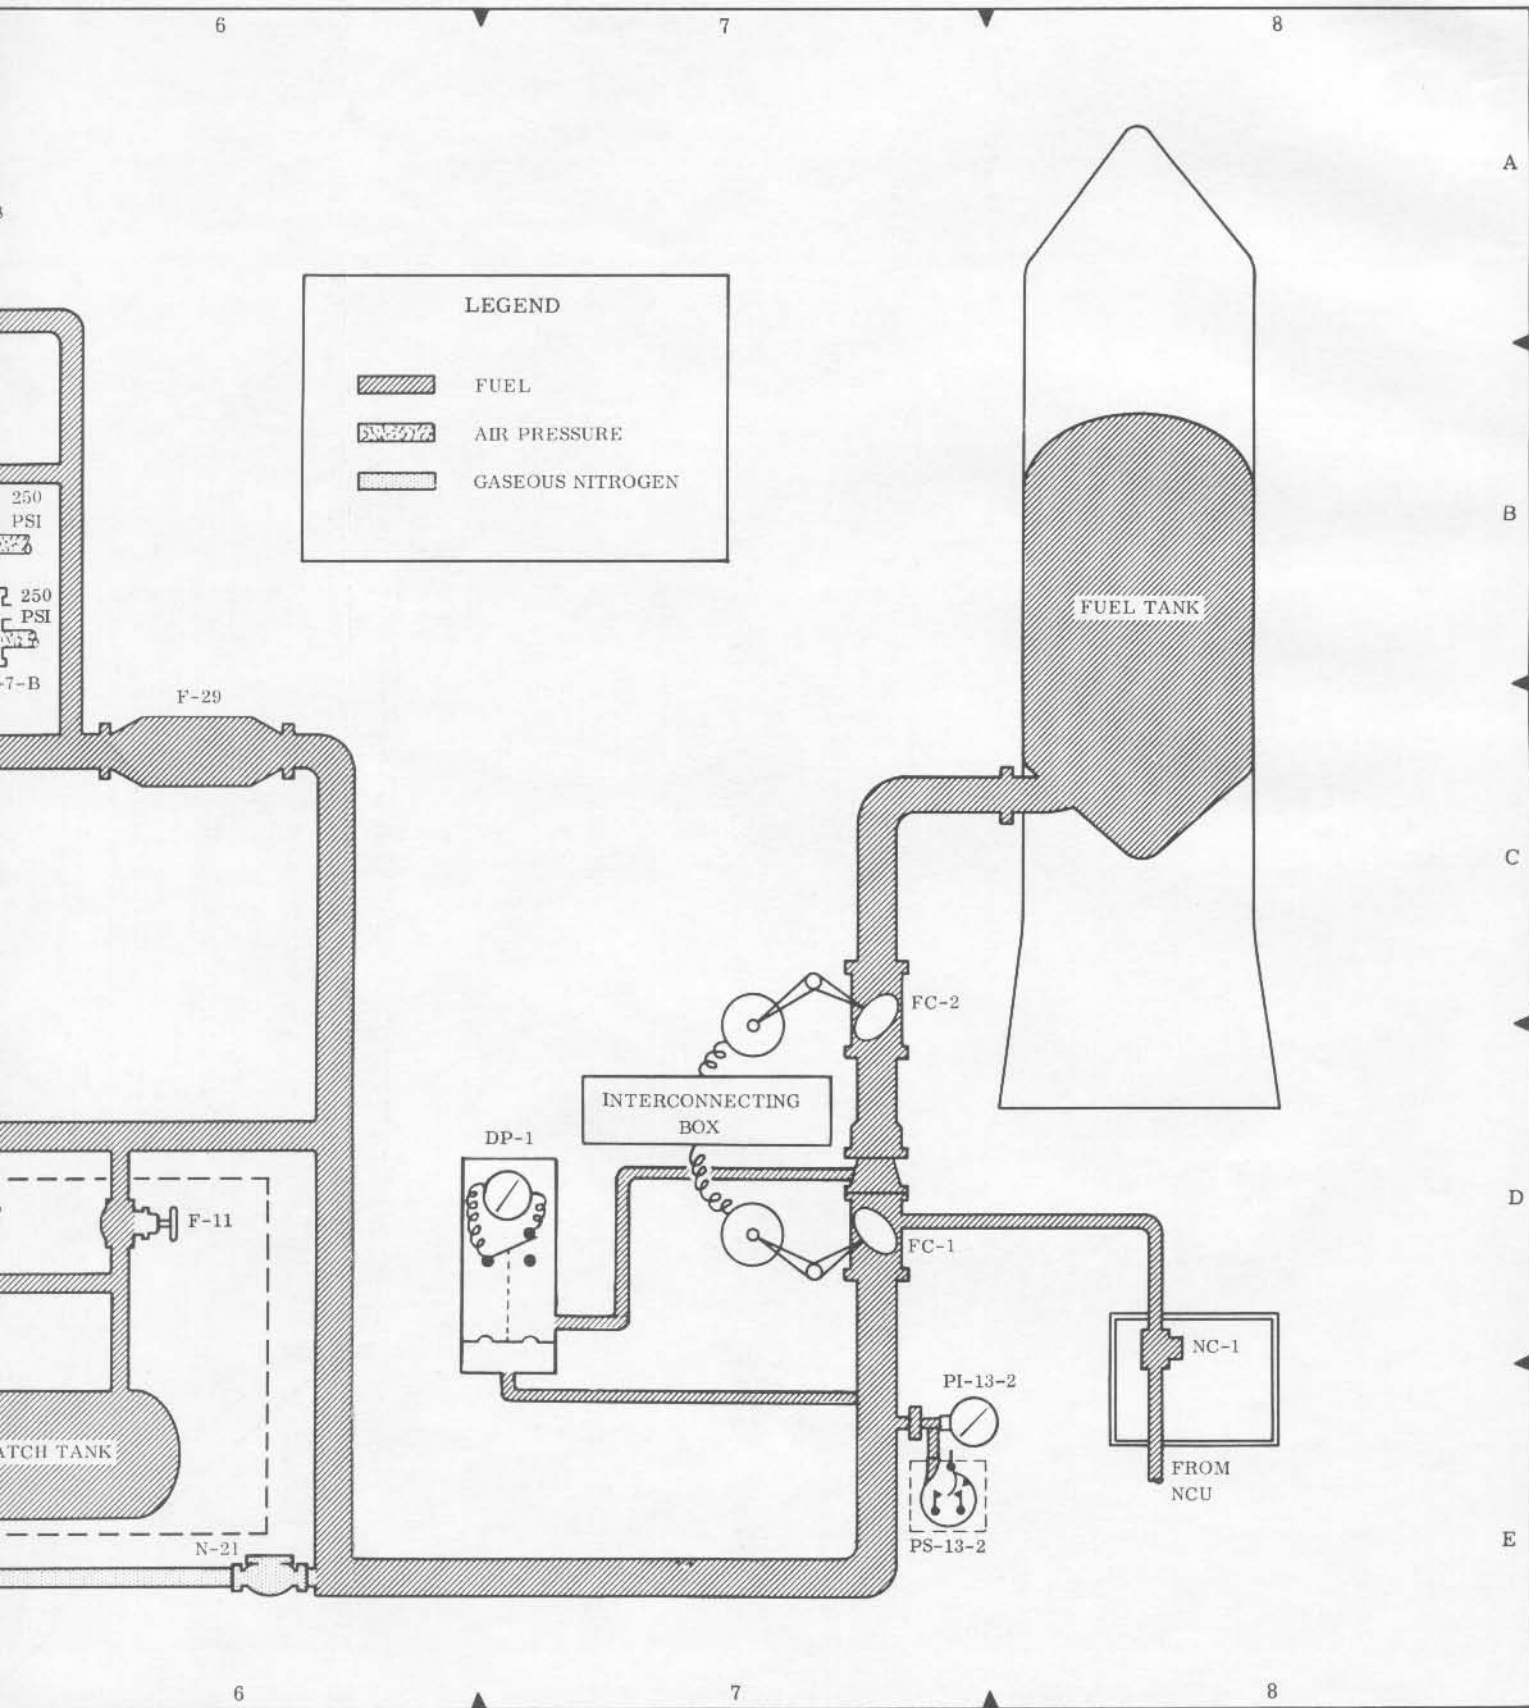 6 7 8
A
LEGEND
FUEL
AIR PRESSURE
GASEOUS NITROGEN
250
PSI
B
250
PSI
FUEL TANK
-7-B
F-29
C
FC-2
INTERCONNECTING
BOX
DP-1
D
F-11
FC-1
NC-1
PI-13-2
ATCH TANK
FROM
NCU
PS-13-2
E
N-21
6 7 8